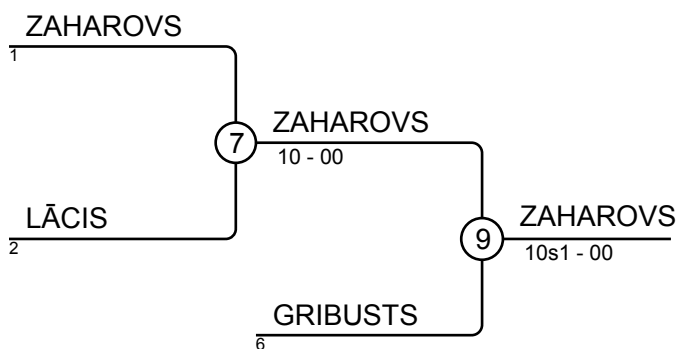 ZAHAROVS
1
7
ZAHAROVS
10 - 00
LĀCIS
2
9
ZAHAROVS
10s1 - 00
GRIBUSTS
6